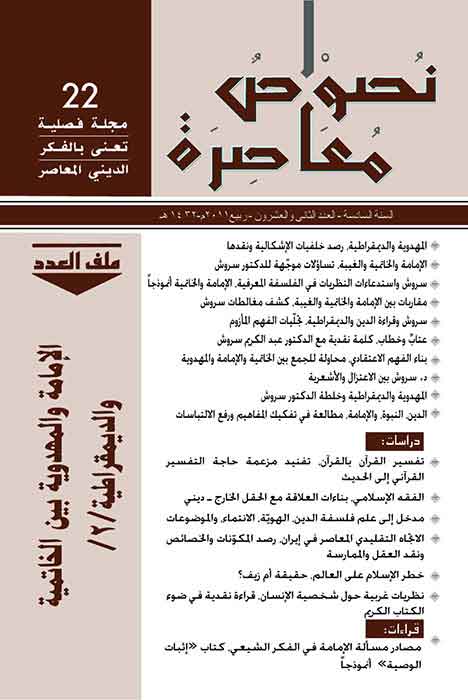 نُصُوْصٌ
مُعَاصِرَة
22
مجلة فصلية
تعنى بالفكر
الديني المعاصر
السنة السادسة - العدد الثاني والعشرون - ربيع ٢٠١١م-١٤٣٢ هـ
ملف العدد
الإمامة والمهدوية بين الخاتمية
والديمقراطية /٢/
المهدوية والديمقراطية، رصد خلفيات الإشكالية ونقدها
الإمامة والخاتمية والغيبة، تساؤلات موجّهة للدكتور سروش
سروش واستدعاءات النظريات في الفلسفة المعرفية، الإمامة والخاتمية أنموذجاً
مقاربات بين الإمامة والخاتمية والغيبة، كشف مغالطات سروش
سروش وقراءة الدين والديمقراطية، تجلّيات الفهم المأزوم
عتابٌ وخطاب، كلمة نقدية مع الدكتور عبد الكريم سروش
بناء الفهم الاعتقادي، محاولة للجمع بين الخاتمية والإمامة والمهدوية
د. سروش بين الاعتزال والأشعرية
المهدوية والديمقراطية وخلطة الدكتور سروش
الدين، النبوة، والإمامة، مطالعة في تفكيك المفاهيم ورفع الالتباسات
دراسات:
تفسير القرآن بالقرآن، تفنيد مزعمة حاجة التفسير
القرآني إلى الحديث
الفقه الإسلامي، بناءات العلاقة مع الحقل الخارج ـ ديني
مدخل إلى علم فلسفة الدين، الهويّة، الانتماء، والموضوعات
الاتجاه التقليدي المعاصر في إيران، رصد المكوّنات والخصائص
ونقد العقل والممارسة
خطر الإسلام على العالم، حقيقة أم زيف؟
نظريات غربية حول شخصية الإنسان، قراءة نقدية في ضوء
الكتاب الكريم
قراءات:
مصادر مسألة الإمامة في الفكر الشيعي، كتاب «إثبات
الوصية» أنموذجاً